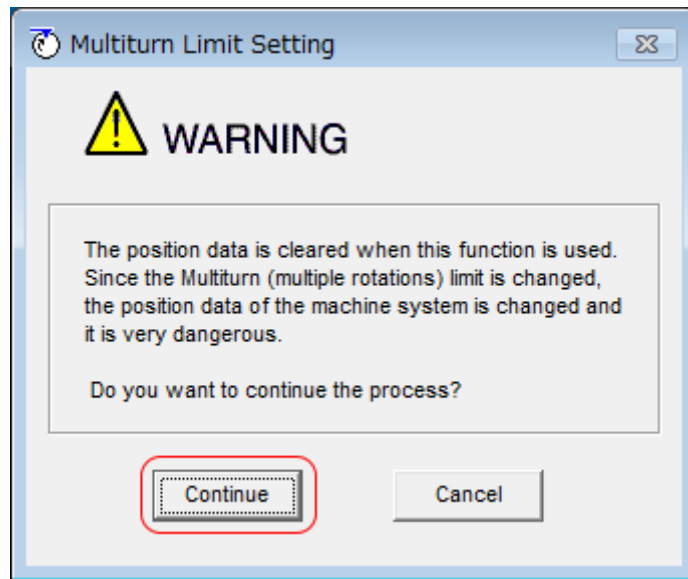 Multiturn Limit Setting
WARNING
The position data is cleared when this function is used.
Since the Multiturn (multiple rotations) limit is changed,
the position data of the machine system is changed and
it is very dangerous.
Do you want to continue the process?
Continue
Cancel